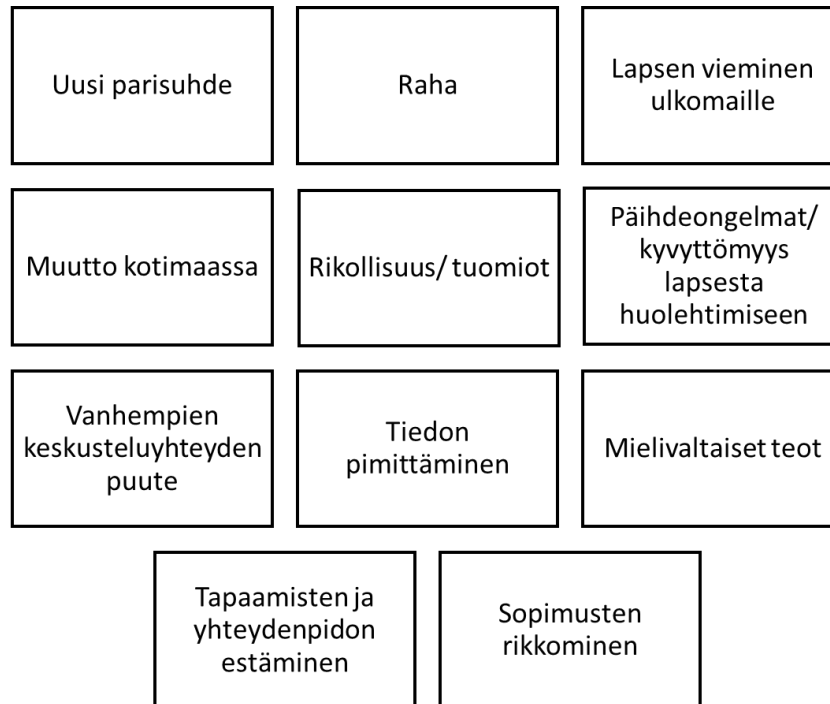 Uusi parisuhde
Raha
Lapsen vieminen
ulkomaille
Muutto kotimaassa
Rikollisuus/ tuomiot
Päihdeongelmat/
kyvyttömyys
lapsesta
huolehtimiseen
Vanhempien
keskusteluyhteyden
puute
Tiedon
pimittäminen
Mielivaltaiset teot
Tapaamisten ja
yhteydenpidon
estäminen
Sopimusten
rikkominen